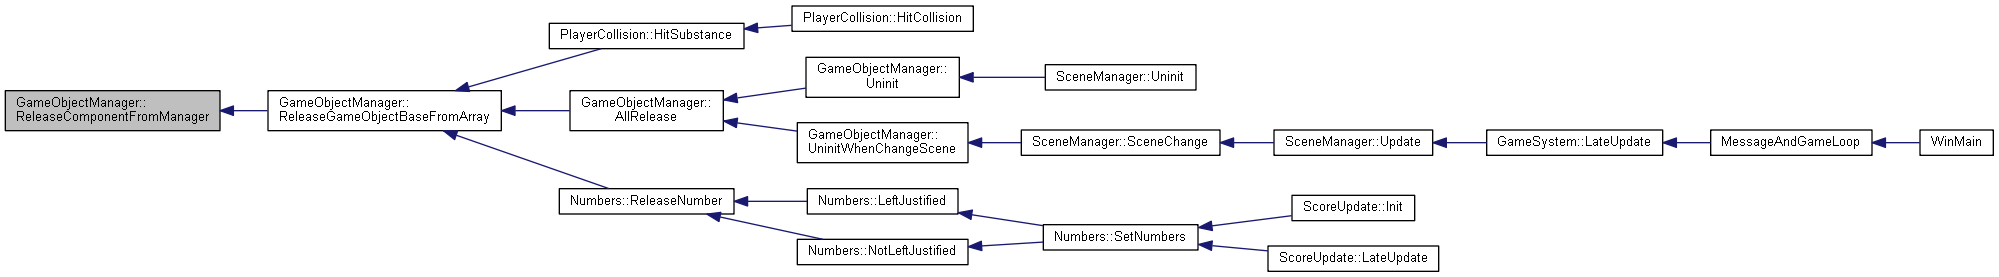 GameObjectManager::
ReleaseComponentFromManager
GameObjectManager::
ReleaseGameObjectBaseFromArray
PlayerCollision::HitSubstance
PlayerCollision::HitCollision
GameObjectManager::
AllRelease
GameObjectManager::
Uninit
SceneManager::Uninit
GameObjectManager::
UninitWhenChangeScene
SceneManager::SceneChange
SceneManager::Update
GameSystem::LateUpdate
MessageAndGameLoop
WinMain
Numbers::ReleaseNumber
Numbers::LeftJustified
Numbers::NotLeftJustified
Numbers::SetNumbers
ScoreUpdate::Init
ScoreUpdate::LateUpdate